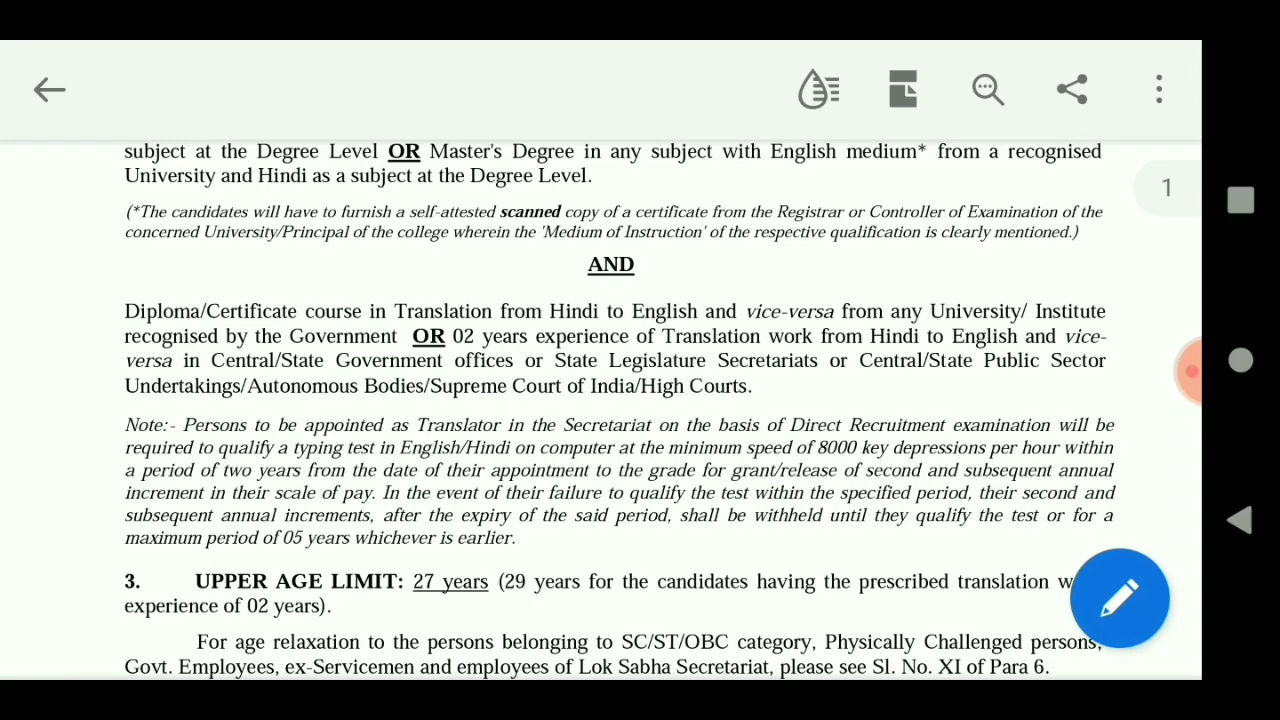 subject at the Degree Level OR Master's Degree in any subject with English medium* from a recognised
University and Hindi as a subject at the Degree Level.
1
(*The candidates will have to furnish a self-attested scanned copy of a certificate from the Registrar or Controller of Examination of the
concerned University/Principal of the college wherein the 'Medium of Instruction' of the respective qualification is clearly mentioned.)
AND
Diploma/Certificate course in Translation from Hindi to English and vice-versa from any University/ Institute
recognised by the Government OR 02 years experience of Translation work from Hindi to English and vice-
versa in Central/State Government offices or State Legislature Secretariats or Central/State Public Sector
Undertakings/Autonomous Bodies/Supreme Court of India/High Courts.
Note:- Persons to be appointed as Translator in the Secretariat on the basis of Direct Recruitment examination will be
required to qualify a typing test in English/Hindi on computer at the minimum speed of 8000 key depressions per hour within
a period of two years from the date of their appointment to the grade for grant/release of second and subsequent annual
increment in their scale of pay. In the event of their failure to qualify the test within the specified period, their second and
subsequent annual increments, after the expiry of the said period, shall be withheld until they qualify the test or for a
maximum period of 05 years whichever is earlier.
3. UPPER AGE LIMIT: 27 years (29 years for the candidates having the prescribed translation
experience of 02 years).
For age relaxation to the persons belonging to SC/ST/OBC category, Physically Challenged persons,
Govt. Employees, ex-Servicemen and employees of Lok Sabha Secretariat, please see Sl. No. XI of Para 6.